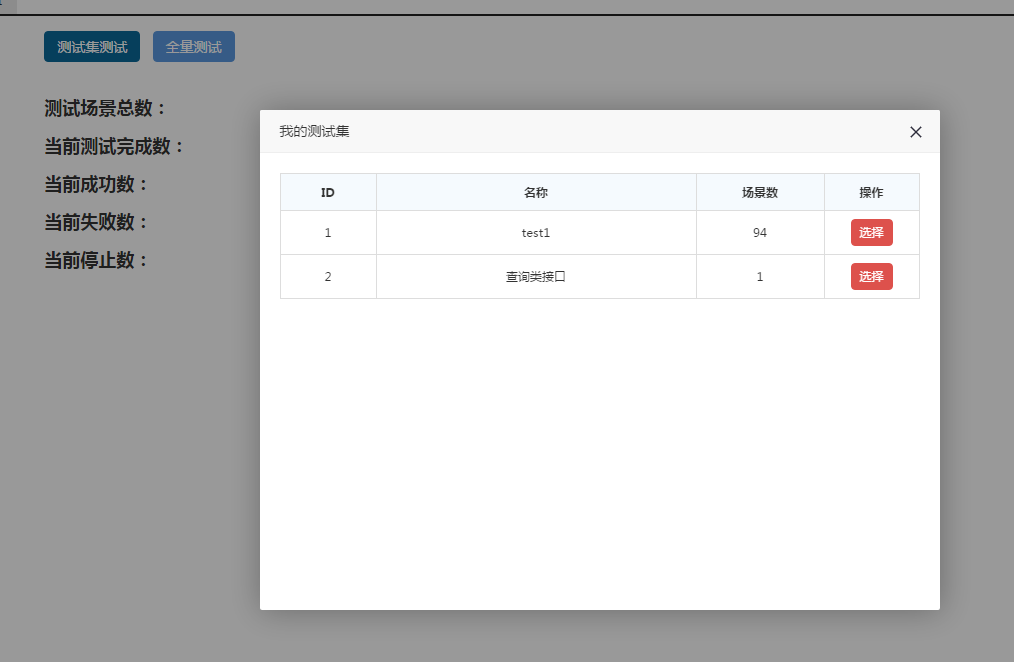 测试集测试 全量测试
测试场景总数：
当前测试完成数：
当前成功数：
当前失败数：
当前停止数：
我的测试集
ID 名称 场景数 操作
1 test1 94 选择
2 查询类接口 1 选择